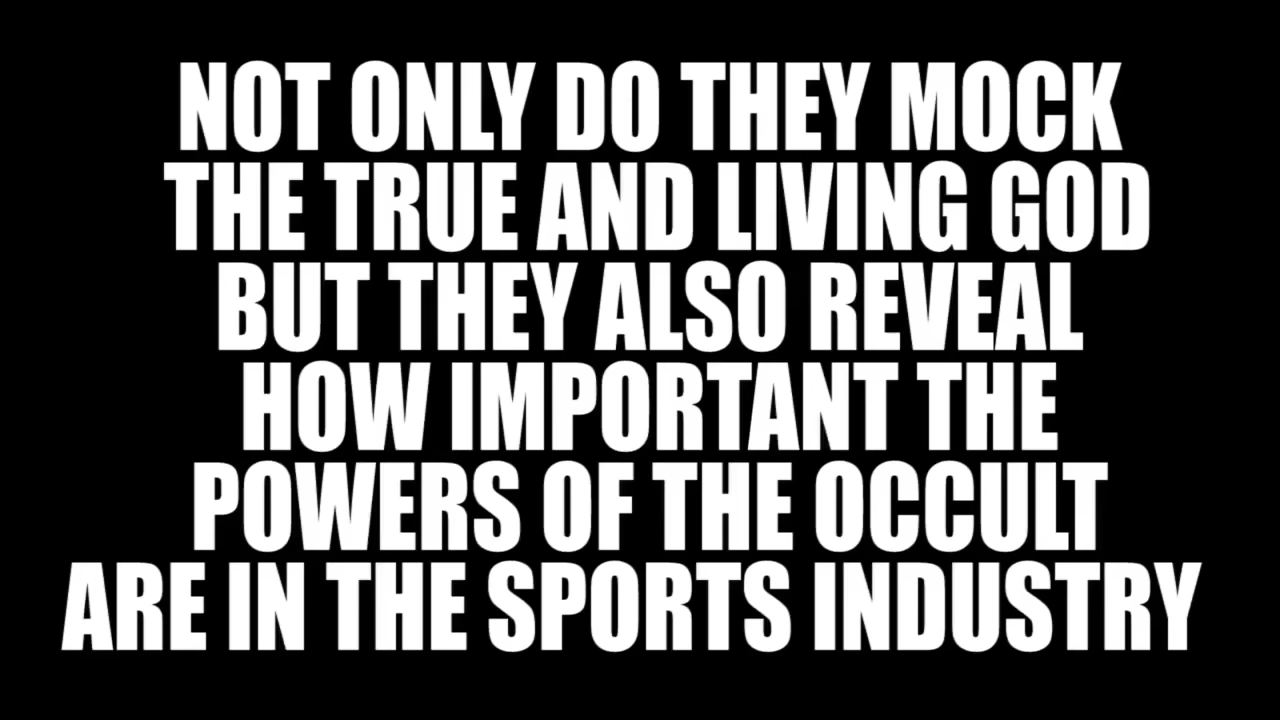 NOT ONLY DO THEY MOCK
THE TRUE AND LIVING GOD
BUT THEY ALSO REVEAL
HOW IMPORTANT THE
POWERS OF THE OCCULT
ARE IN THE SPORTS INDUSTRY